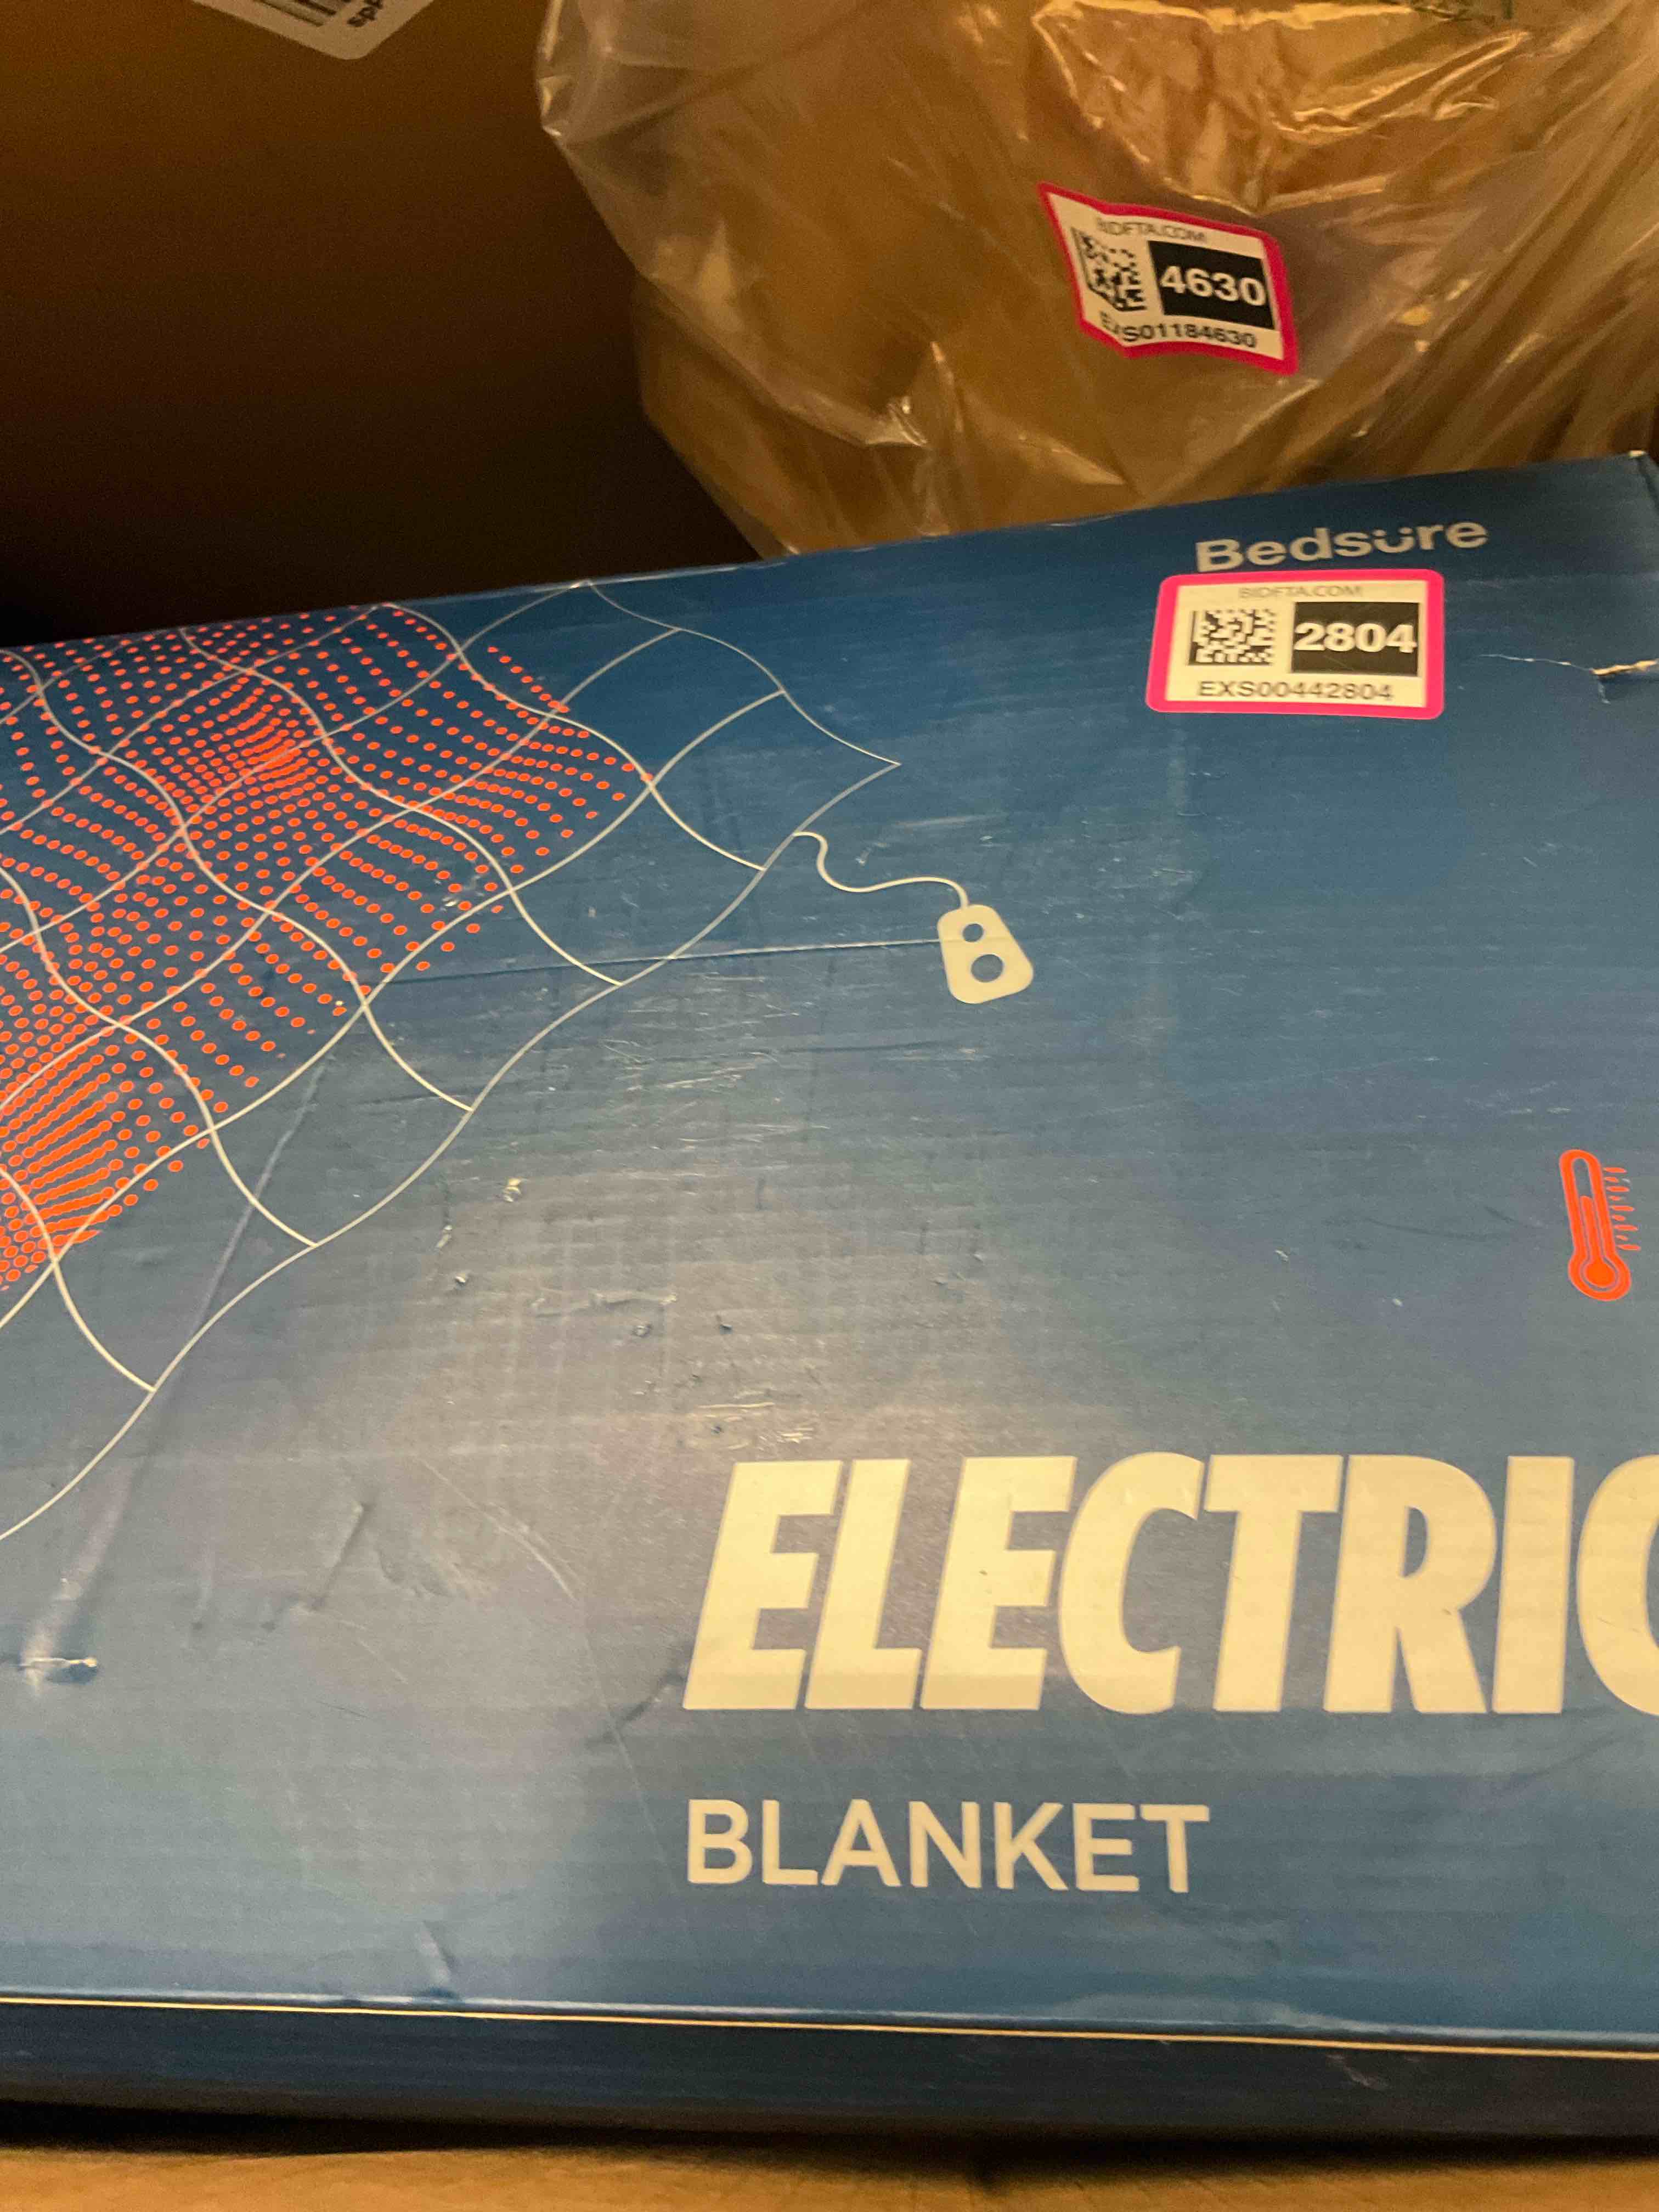 BIDFTA.COM
4630
EXS01184630
Bedsure
BIDFTA.COM
2804
EXS00442804
ELECTRIC
BLANKET